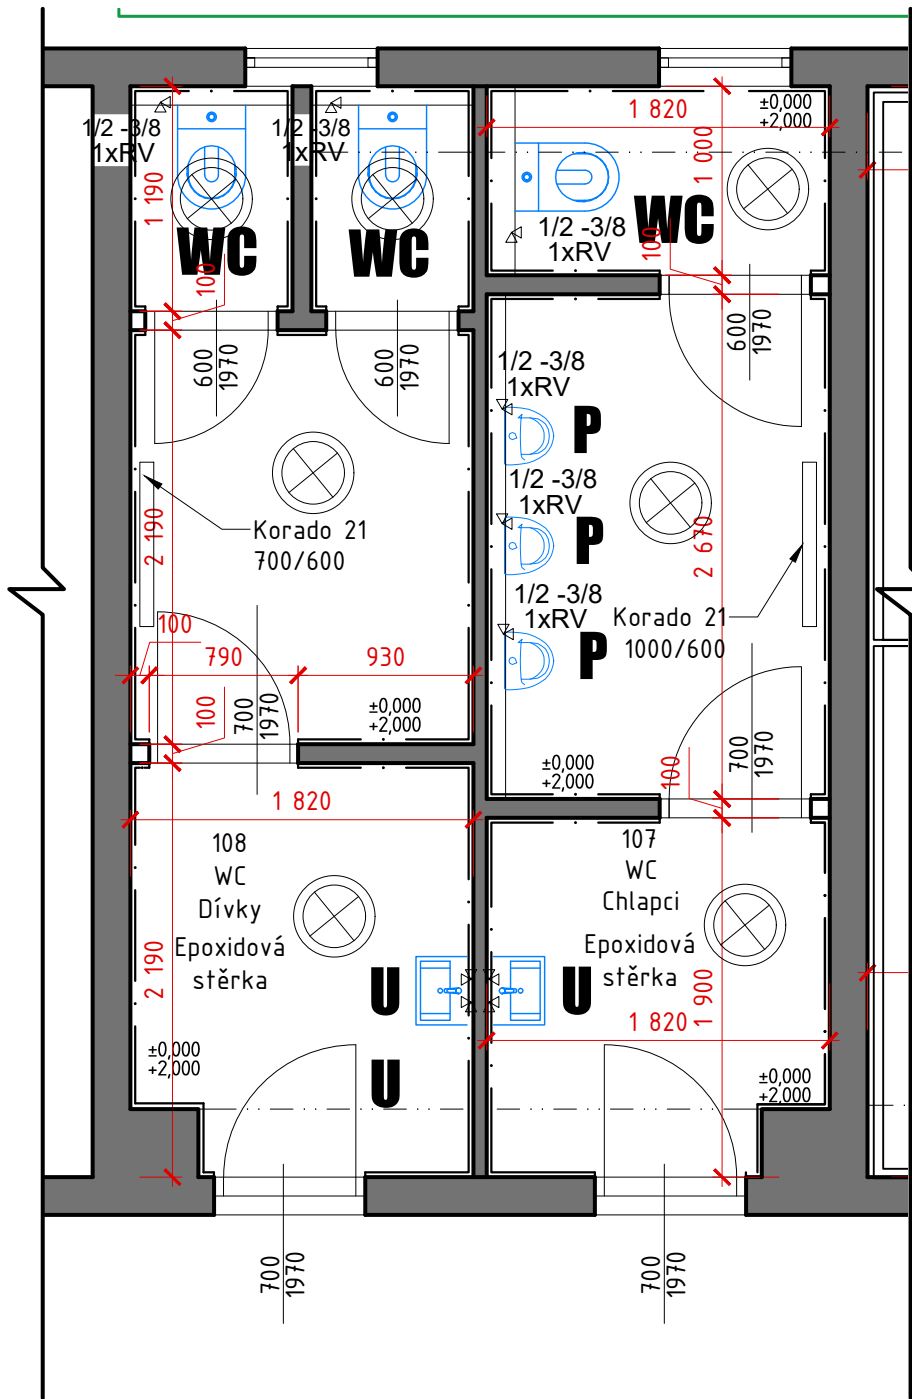 1 820
±0,000
+2,000
1/2 -3/8
1xRV
1/2 -3/8
1xRV
1 000
1 190
WC
WC
WC
1/2 -3/8
1xRV
100
100
600
1970
600
1970
600
1970
1/2 -3/8
1xRV
P
1/2 -3/8
1xRV
P
Korado 21
700/600
2 190
2 670
1/2 -3/8
1xRV
P
Korado 21
1000/600
100
790
930
100
700
1970
±0,000
+2,000
±0,000
+2,000
100
700
1970
1 820
108
WC
Dívky
Epoxidová
stěrka
107
WC
Chlapci
Epoxidová
stěrka
2 190
1 900
U
U
1 820
U
±0,000
+2,000
±0,000
+2,000
700
1970
700
1970